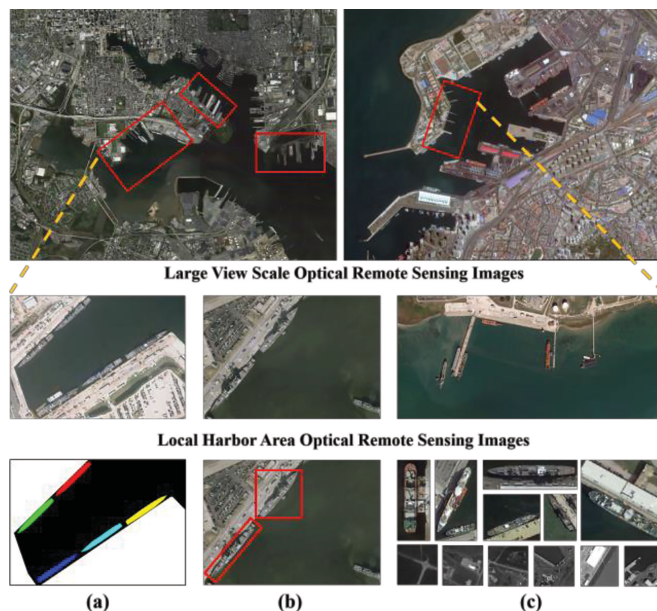 Large View Scale Optical Remote Sensing Images
Local Harbor Area Optical Remote Sensing Images
(a) (b) (c)